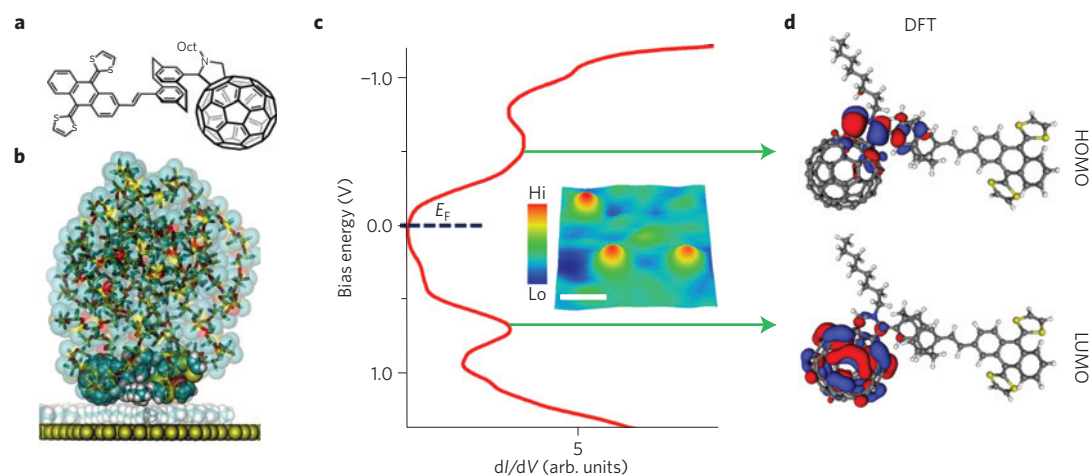 a
Oct
N
S
S
S
S
b
c
–1.0
0.0
1.0
Bias energy (V)
E_F
Hi
Lo
5
dI/dV (arb. units)
d
DFT
HOMO
LUMO